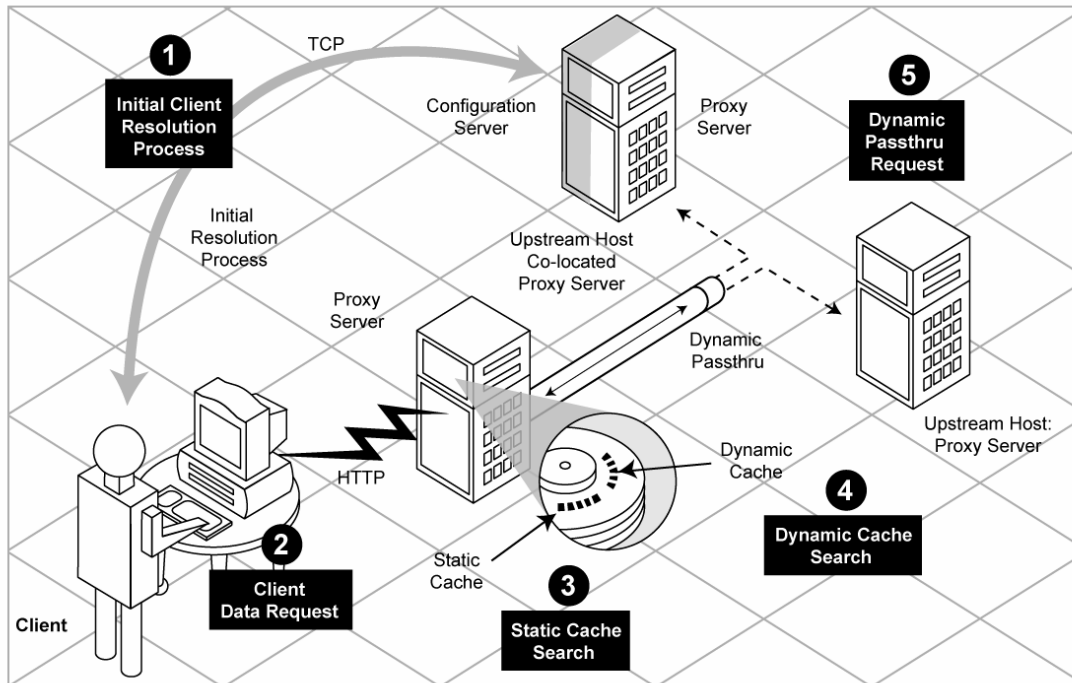 1
Initial Client
Resolution
Process
TCP
Configuration
Server
Proxy
Server
5
Dynamic
Passthru
Request
Initial
Resolution
Process
Upstream Host
Co-located
Proxy Server
Proxy
Server
Dynamic
Passthru
Upstream Host:
Proxy Server
HTTP
Dynamic
Cache
4
Dynamic Cache
Search
Static
Cache
2
Client
Data Request
3
Static Cache
Search
Client